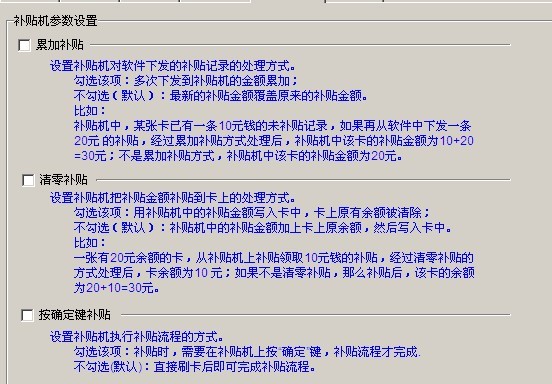 补贴机参数设置
累加补贴
设置补贴机对软件下发的补贴记录的处理方式。
勾选该项：多次下发到补贴机的金额累加；
不勾选（默认）：最新的补贴金额覆盖原来的补贴金额。
比如：
补贴机中，某张卡已有一条10元钱的未补贴记录，如果再从软件中下发一条
20元 的补贴，经过累加补贴方式处理后，补贴机中该卡的补贴金额为10+20
=30元；不是累加补贴方式，补贴机中该卡的补贴金额为20元。
清零补贴
设置补贴机把补贴金额补贴到卡上的处理方式。
勾选该项：用补贴机中的补贴金额写入卡中，卡上原有余额被清除；
不勾选（默认）：补贴机中的补贴金额加上卡上原余额，然后写入卡中。
比如：
一张有20元余额的卡，从补贴机上补贴领取10元钱的补贴，经过清零补贴的
方式处理后，卡余额为10 元；如果不是清零补贴，那么补贴后，该卡的余额
为20+10=30元。
按确定键补贴
设置补贴机执行补贴流程的方式。
勾选该项：补贴时，需要在补贴机上按“确定”键，补贴流程才完成.
不勾选(默认)：直接刷卡后即可完成补贴流程。